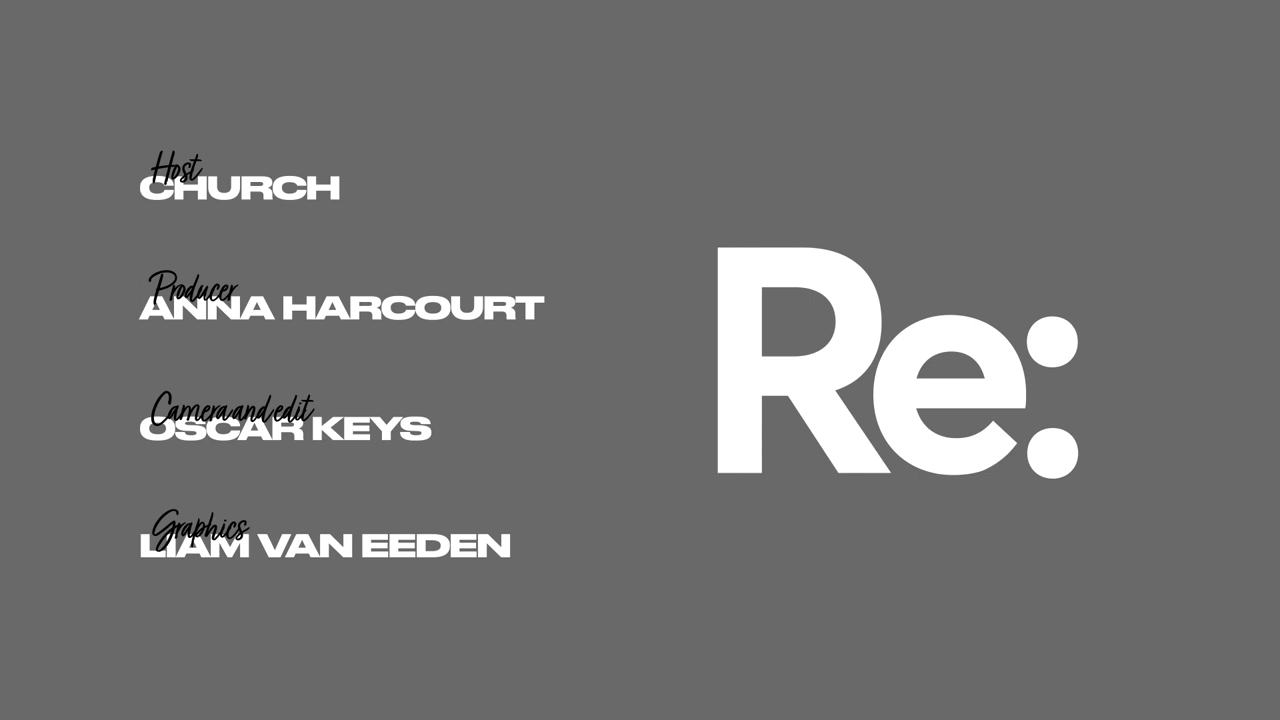 Host
CHURCH
Producer
ANNA HARCOURT
Camera and edit
OSCAR KEYS
Graphics
LIAM VAN EEDEN
Re: